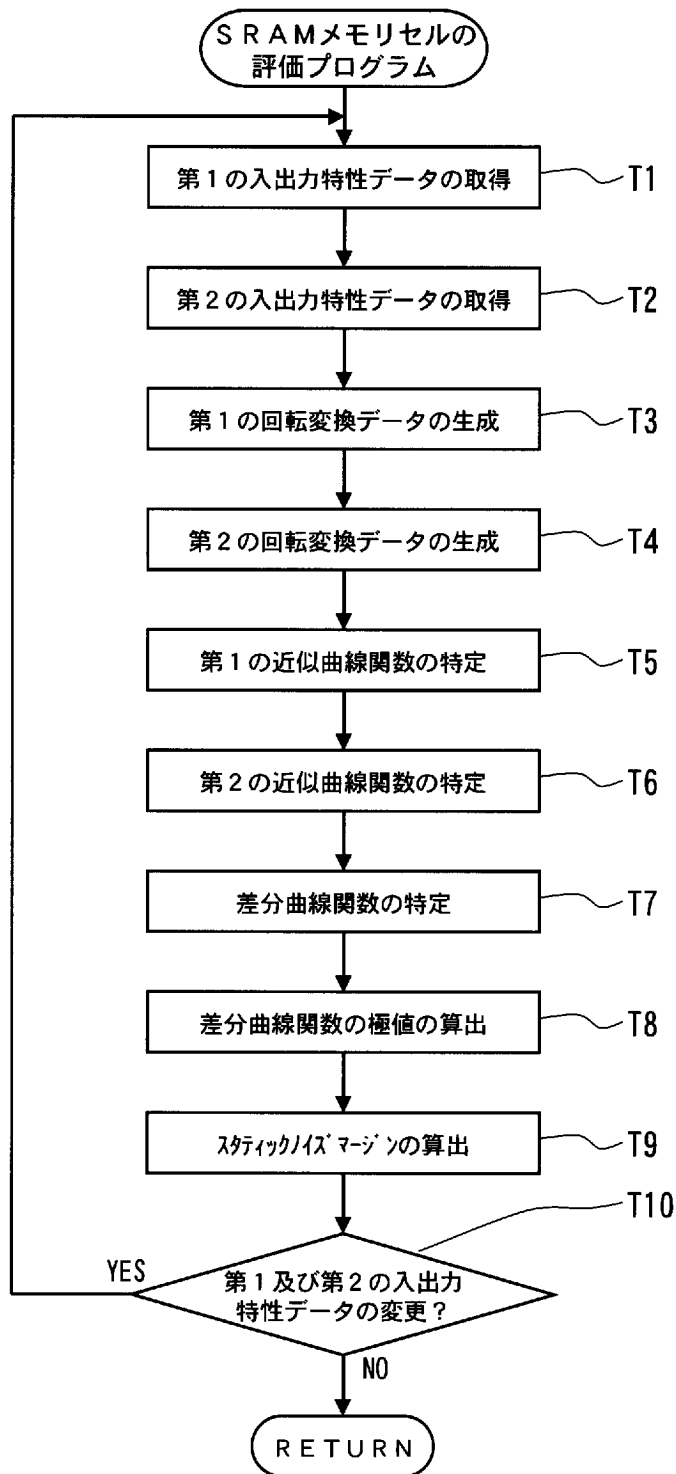 ＳＲＡＭメモリセルの
評価プログラム
第１の入出力特性データの取得
T1
第２の入出力特性データの取得
T2
第１の回転変換データの生成
T3
第２の回転変換データの生成
T4
第１の近似曲線関数の特定
T5
第２の近似曲線関数の特定
T6
差分曲線関数の特定
T7
差分曲線関数の極値の算出
T8
ｽﾀﾃｨｯｸﾉｲｽﾞﾏｰｼﾞﾝの算出
T9
T10
YES
第１及び第２の入出力
特性データの変更？
NO
ＲＥＴＵＲＮ